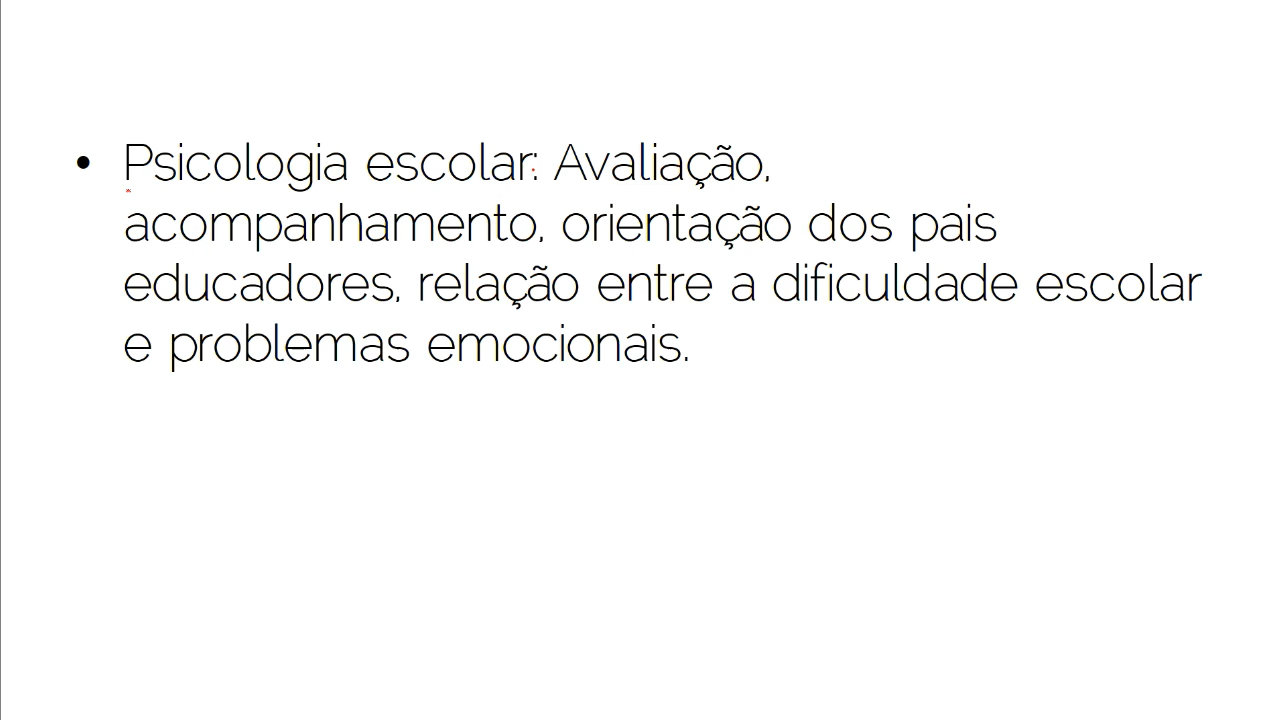 • Psicologia escolar: Avaliação,
acompanhamento, orientação dos pais
educadores, relação entre a dificuldade escolar
e problemas emocionais.